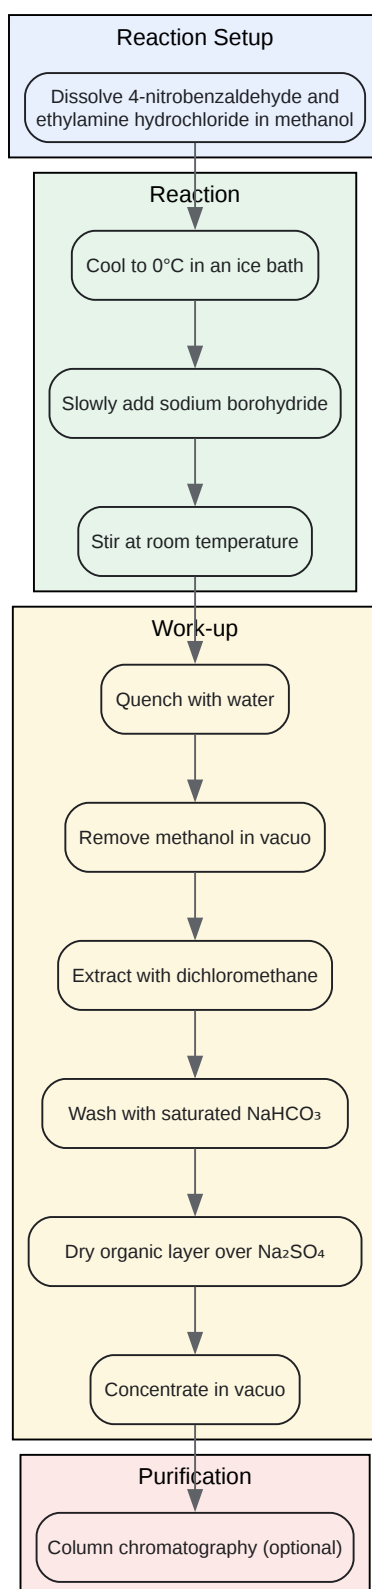 Reaction Setup
Dissolve 4-nitrobenzaldehyde and
ethylamine hydrochloride in methanol
Reaction
Cool to 0°C in an ice bath
Slowly add sodium borohydride
Stir at room temperature
Work-up
Quench with water
Remove methanol in vacuo
Extract with dichloromethane
Wash with saturated NaHCO₃
Dry organic layer over Na₂SO₄
Concentrate in vacuo
Purification
Column chromatography (optional)